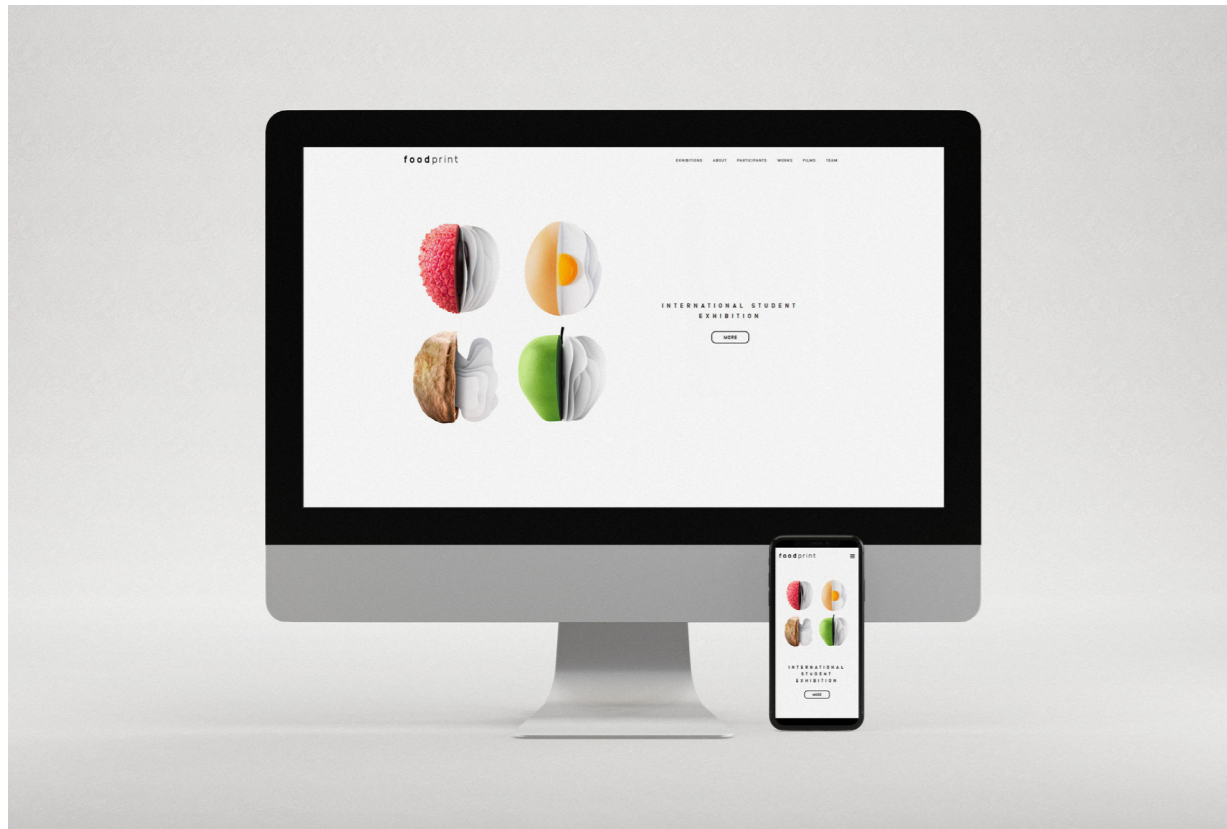 foodprint
EXHIBITIONS ABOUT PARTICIPANTS WORKS FILMS TEAM
INTERNATIONAL STUDENT
EXHIBITION
MORE
foodprint
INTERNATIONAL
STUDENT
EXHIBITION
MORE